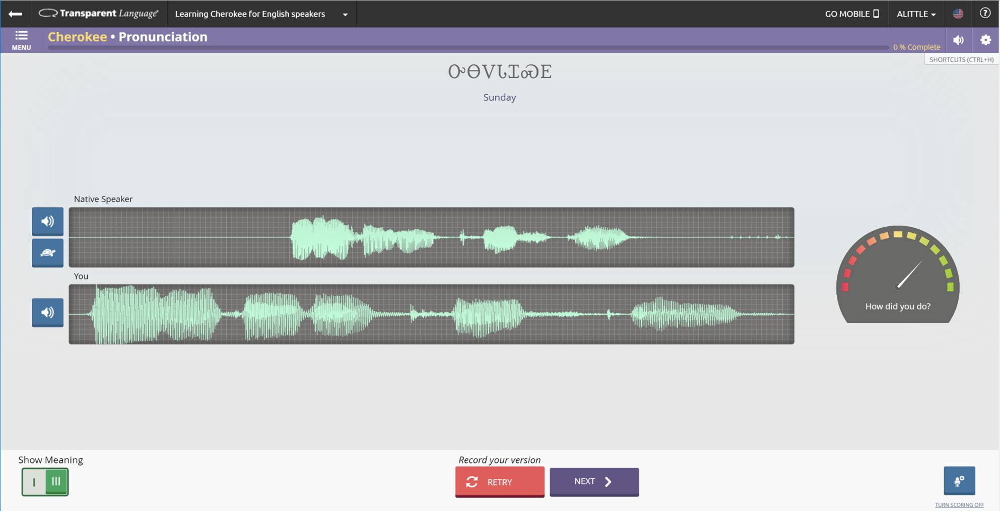 Transparent Language®
Learning Cherokee for English speakers
GO MOBILE
ALITTLE
MENU
Cherokee • Pronunciation
0 % Complete
SHORTCUTS (CTRL+H)
ᎤᎾᏙᏓᏆᏍᎬ
Sunday
Native Speaker
You
How did you do?
Show Meaning
Record your version
RETRY
NEXT
TURN SCORING OFF